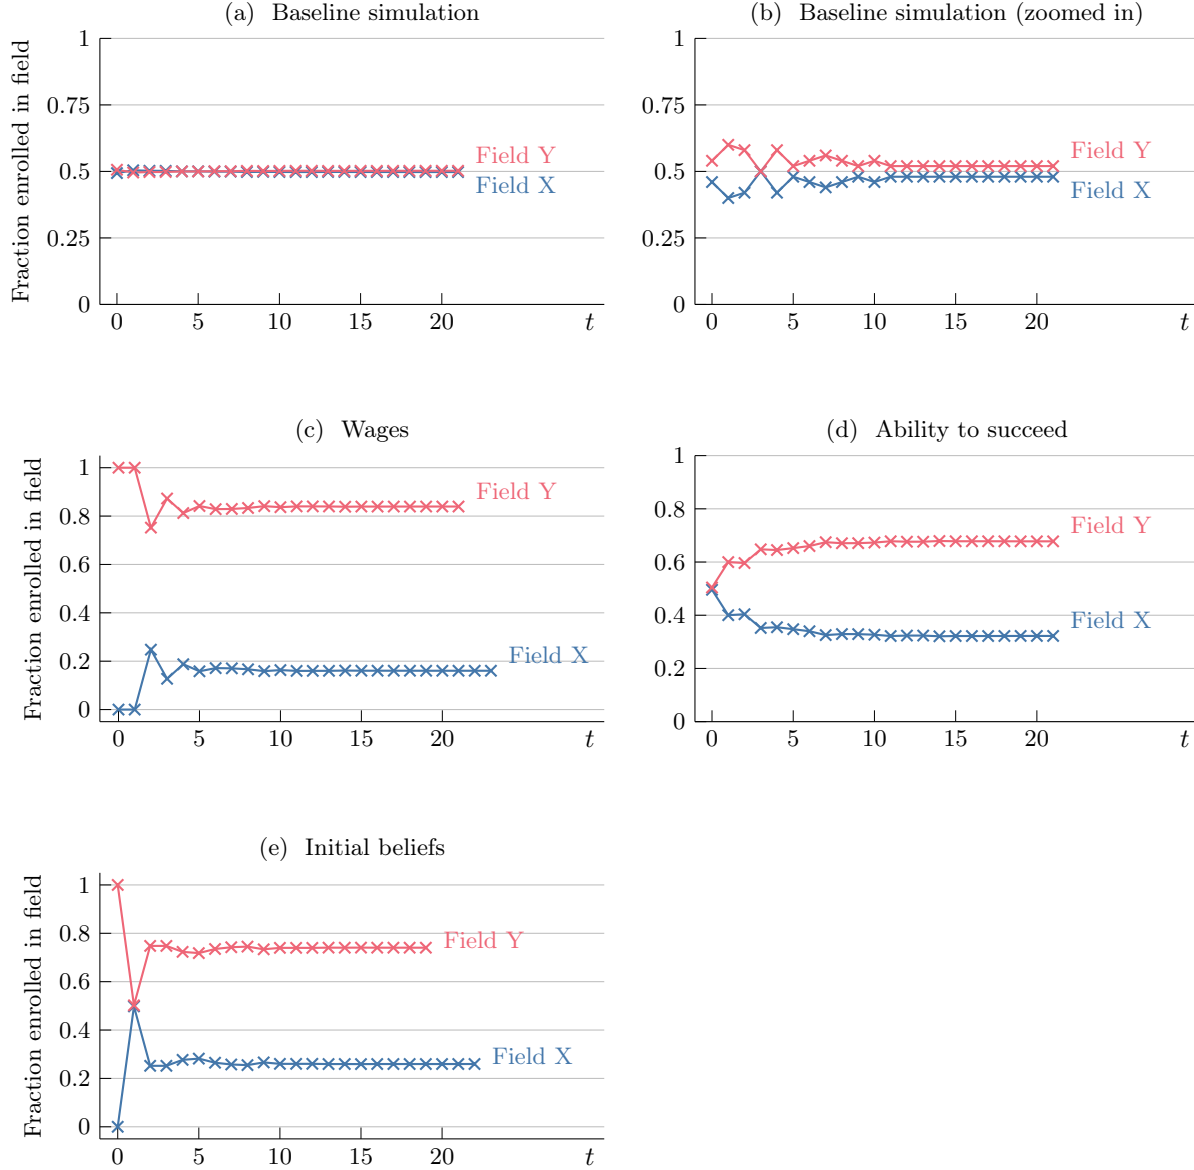 (a) Baseline simulation
Fraction enrolled in field
1
0.75
0.5
0.25
0
Field Y
Field X
0 5 10 15 20 t
(b) Baseline simulation (zoomed in)
1
0.75
0.5
0.25
0
Field Y
Field X
0 5 10 15 20 t
(c) Wages
Fraction enrolled in field
1
0.8
0.6
0.4
0.2
0
Field Y
Field X
0 5 10 15 20 t
(d) Ability to succeed
1
0.8
0.6
0.4
0.2
0
Field Y
Field X
0 5 10 15 20 t
(e) Initial beliefs
Fraction enrolled in field
1
0.8
0.6
0.4
0.2
0
Field Y
Field X
0 5 10 15 20 t